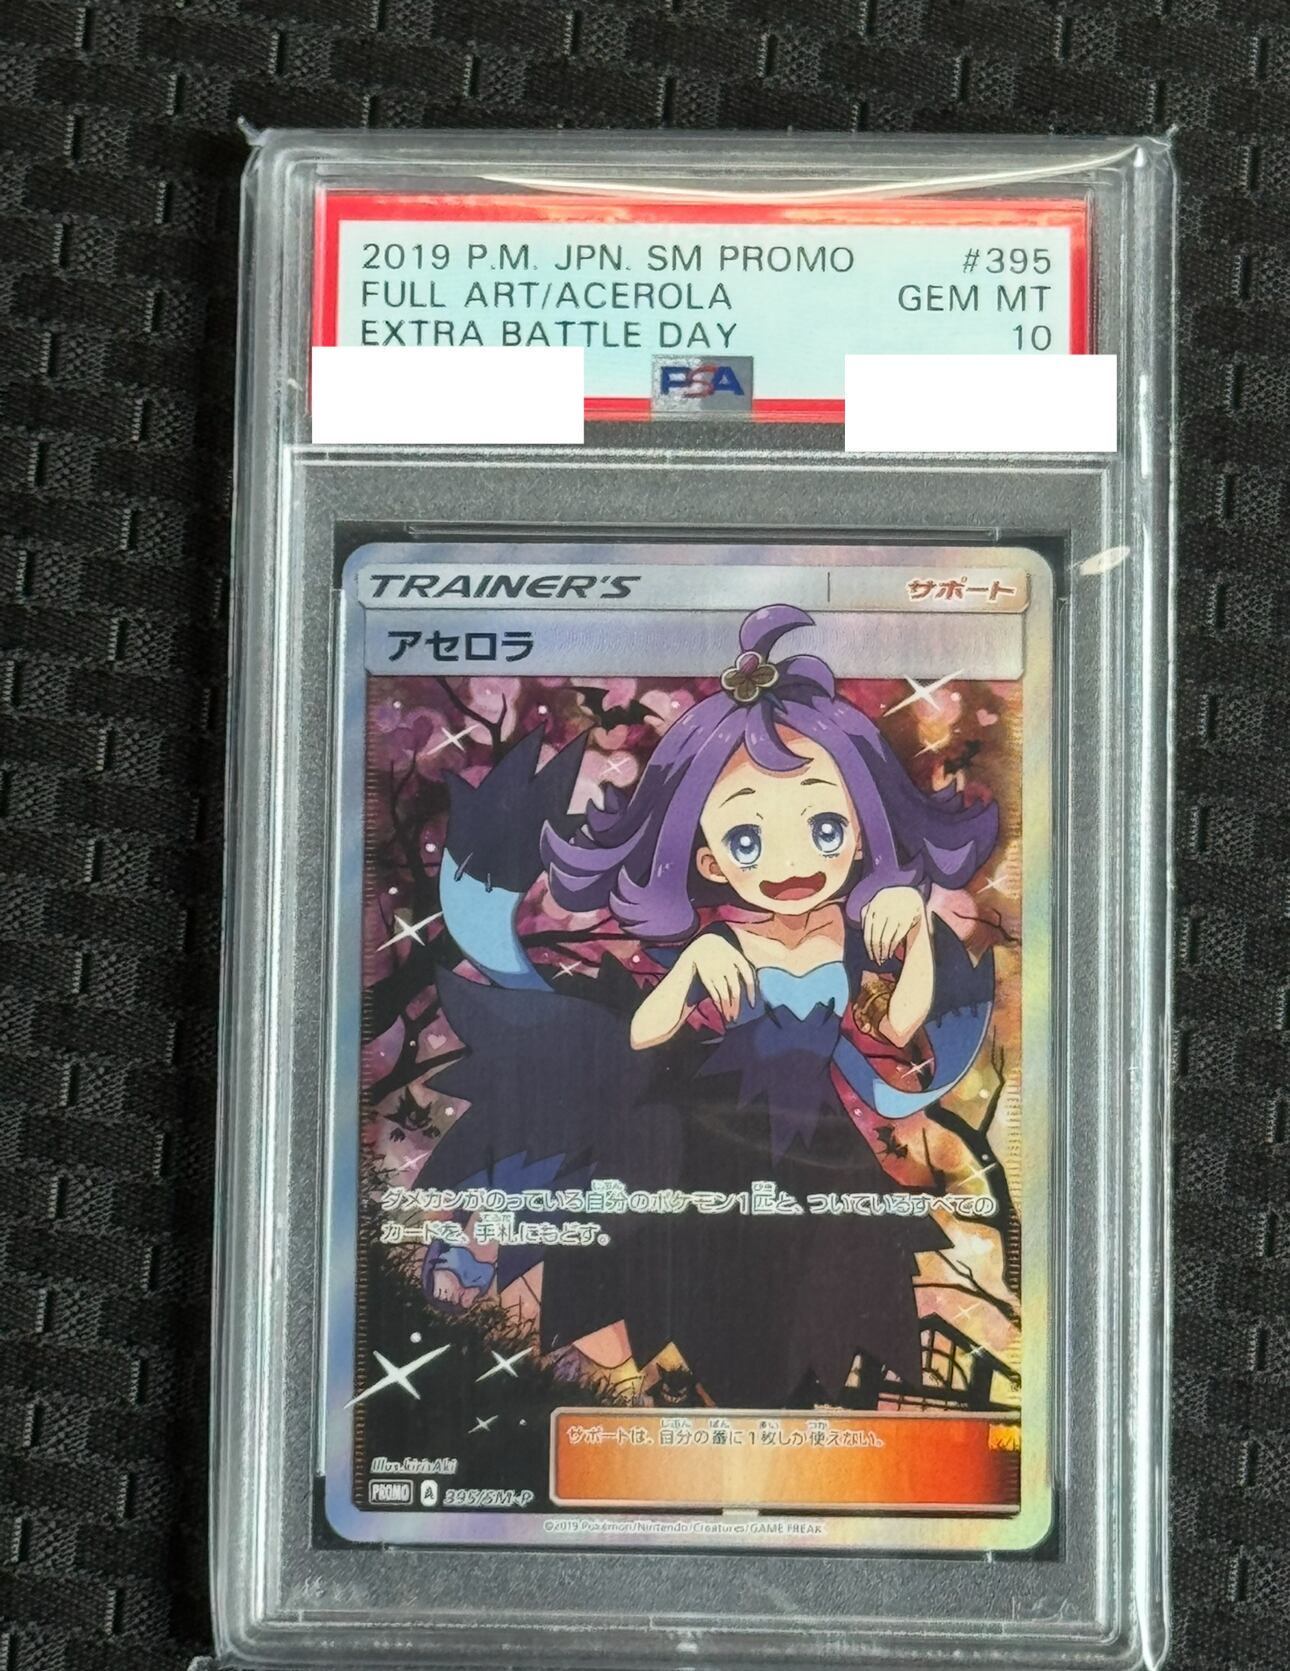 2019 P.M. JPN. SM PROMO #395
FULL ART/ACEROLA GEM MT
EXTRA BATTLE DAY 10
PSA
TRAINER'S サポート
アセロラ
ダメカンがのっている自分のポケモン1匹と、ついているすべての
カードを、手札にもどす。
サポートは、自分の番に1枚しか使えない。
Illus. kirisAki
PROMO A 395/SM-P
©2019 Pokémon/Nintendo/Creatures/GAME FREAK